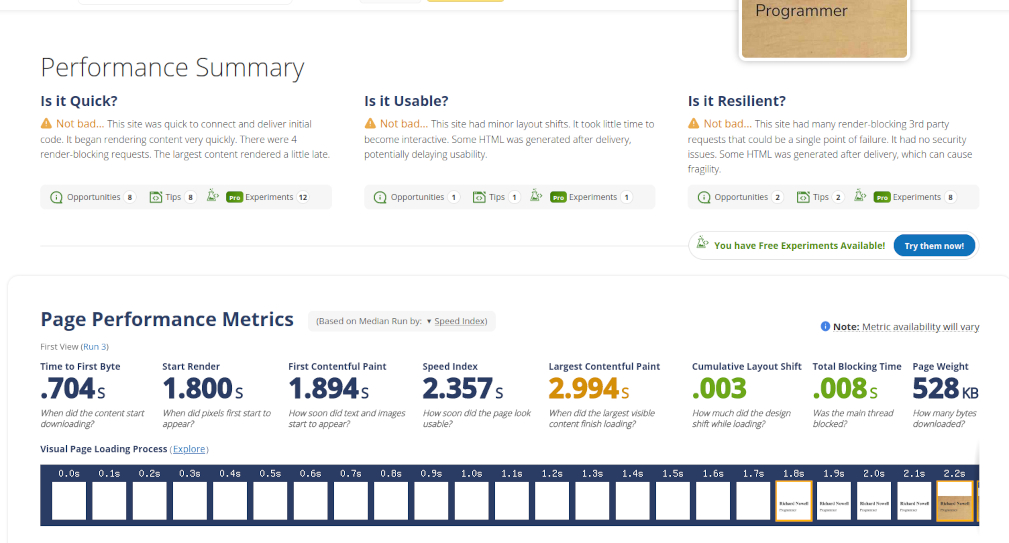 Programmer
Performance Summary
Is it Quick?
Not bad... This site was quick to connect and deliver initial
code. It began rendering content very quickly. There were 4
render-blocking requests. The largest content rendered a little late.
Opportunities 8 Tips 8 Pro Experiments 12
Is it Usable?
Not bad... This site had minor layout shifts. It took little time to
become interactive. Some HTML was generated after delivery,
potentially delaying usability.
Opportunities 1 Tips 1 Pro Experiments 1
Is it Resilient?
Not bad... This site had many render-blocking 3rd party
requests that could be a single point of failure. It had no security
issues. Some HTML was generated after delivery, which can cause
fragility.
Opportunities 2 Tips 2 Pro Experiments 8
You have Free Experiments Available! Try them now!
Page Performance Metrics (Based on Median Run by: ▾ Speed Index)
Note: Metric availability will vary
First View (Run 3)
Time to First Byte
.704S
When did the content start
downloading?
Start Render
1.800S
When did pixels first start to
appear?
First Contentful Paint
1.894S
How soon did text and images
start to appear?
Speed Index
2.357S
How soon did the page look
usable?
Largest Contentful Paint
2.994S
When did the largest visible
content finish loading?
Cumulative Layout Shift
.003
How much did the design
shift while loading?
Total Blocking Time
.008S
Was the main thread
blocked?
Page Weight
528KB
How many bytes
downloaded?
Visual Page Loading Process (Explore)
0.0s 0.1s 0.2s 0.3s 0.4s 0.5s 0.6s 0.7s 0.8s 0.9s 1.0s 1.1s 1.2s 1.3s 1.4s 1.5s 1.6s 1.7s 1.8s 1.9s 2.0s 2.1s 2.2s
Richard Nowell Richard Nowell Richard Nowell Richard Nowell Richard Nowell
Programmer Programmer Programmer Programmer Programmer